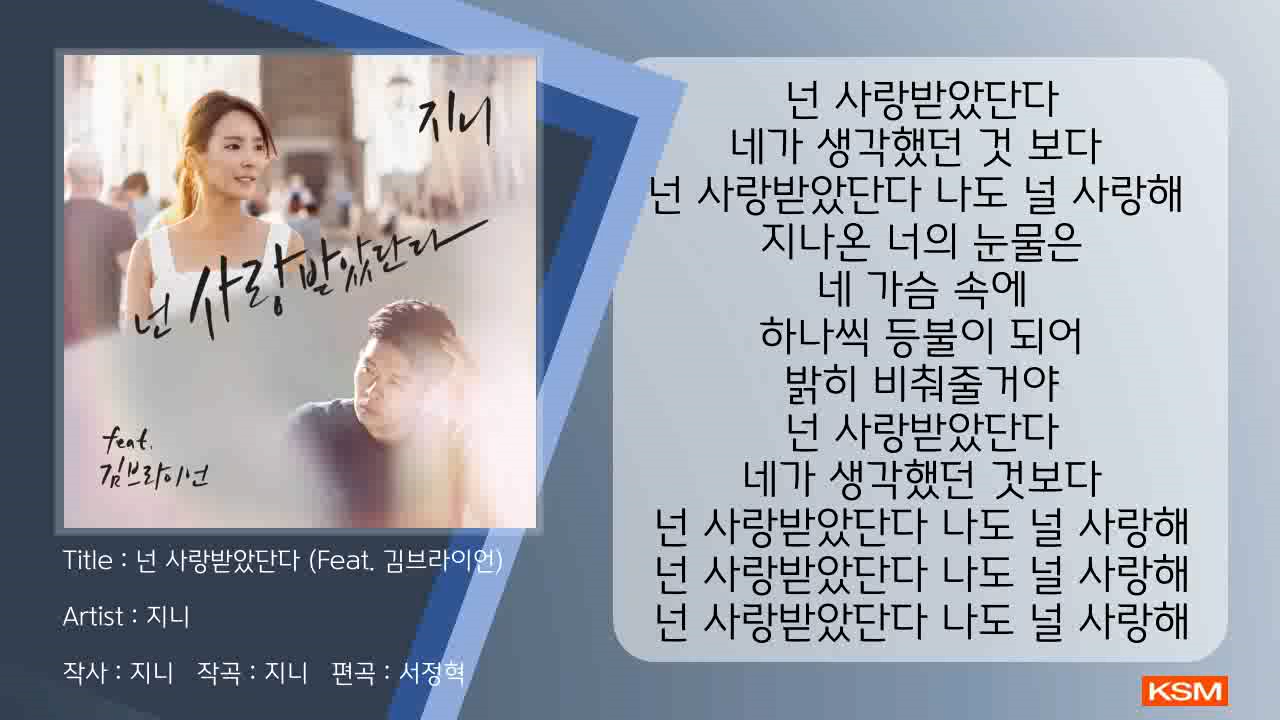 지니
넌 사랑받았단다
feat.
김브라이언
Title : 넌 사랑받았단다 (Feat. 김브라이언)
Artist : 지니
작사 : 지니 작곡 : 지니 편곡 : 서정혁
넌 사랑받았단다
네가 생각했던 것 보다
넌 사랑받았단다 나도 널 사랑해
지나온 너의 눈물은
네 가슴 속에
하나씩 등불이 되어
밝히 비춰줄거야
넌 사랑받았단다
네가 생각했던 것보다
넌 사랑받았단다 나도 널 사랑해
넌 사랑받았단다 나도 널 사랑해
넌 사랑받았단다 나도 널 사랑해
KSM